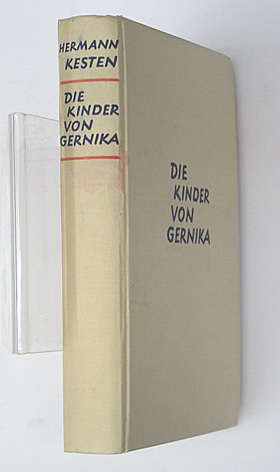 HERMANN
KESTEN
DIE
KINDER
VON
GERNIKA
DIE
KINDER
VON
GERNIKA